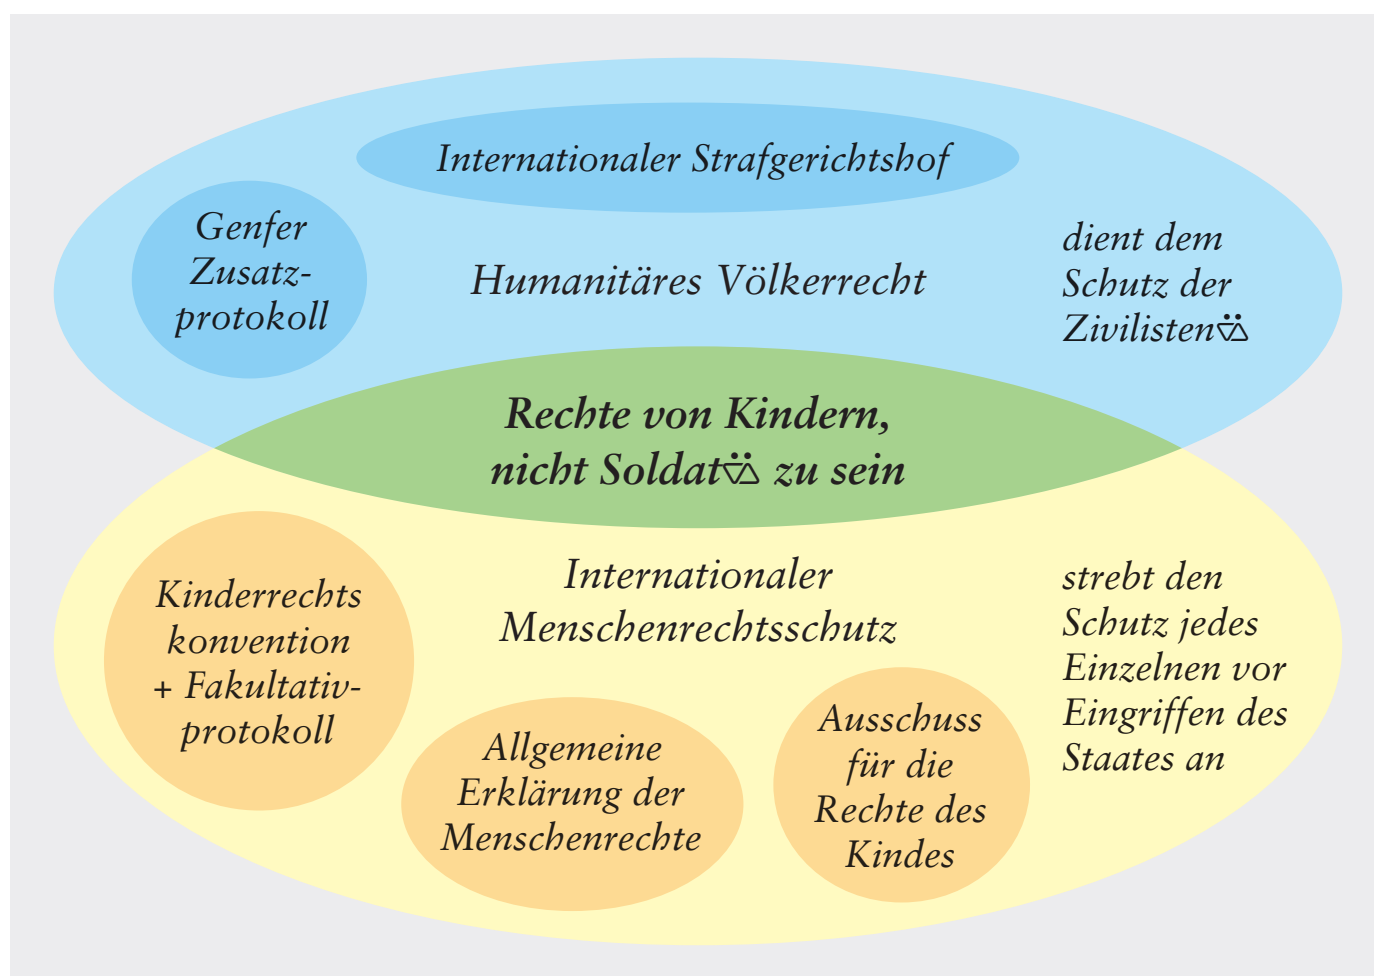 Internationaler Strafgerichtshof
Genfer
Zusatz-
protokoll
Humanitäres Völkerrecht
dient dem
Schutz der
Zivilisten
Rechte von Kindern,
nicht Soldat zu sein
Kinderrechts
konvention
+ Fakultativ-
protokoll
Internationaler
Menschenrechtsschutz
strebt den
Schutz jedes
Einzelnen vor
Eingriffen des
Staates an
Allgemeine
Erklärung der
Menschenrechte
Ausschuss
für die
Rechte des
Kindes